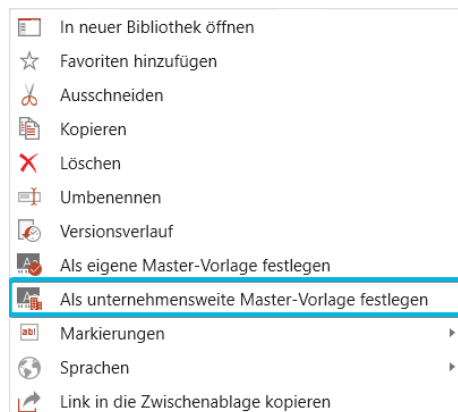 In neuer Bibliothek öffnen
Favoriten hinzufügen
Ausschneiden
Kopieren
Löschen
Umbenennen
Versionsverlauf
Als eigene Master-Vorlage festlegen
Als unternehmensweite Master-Vorlage festlegen
Markierungen
Sprachen
Link in die Zwischenablage kopieren